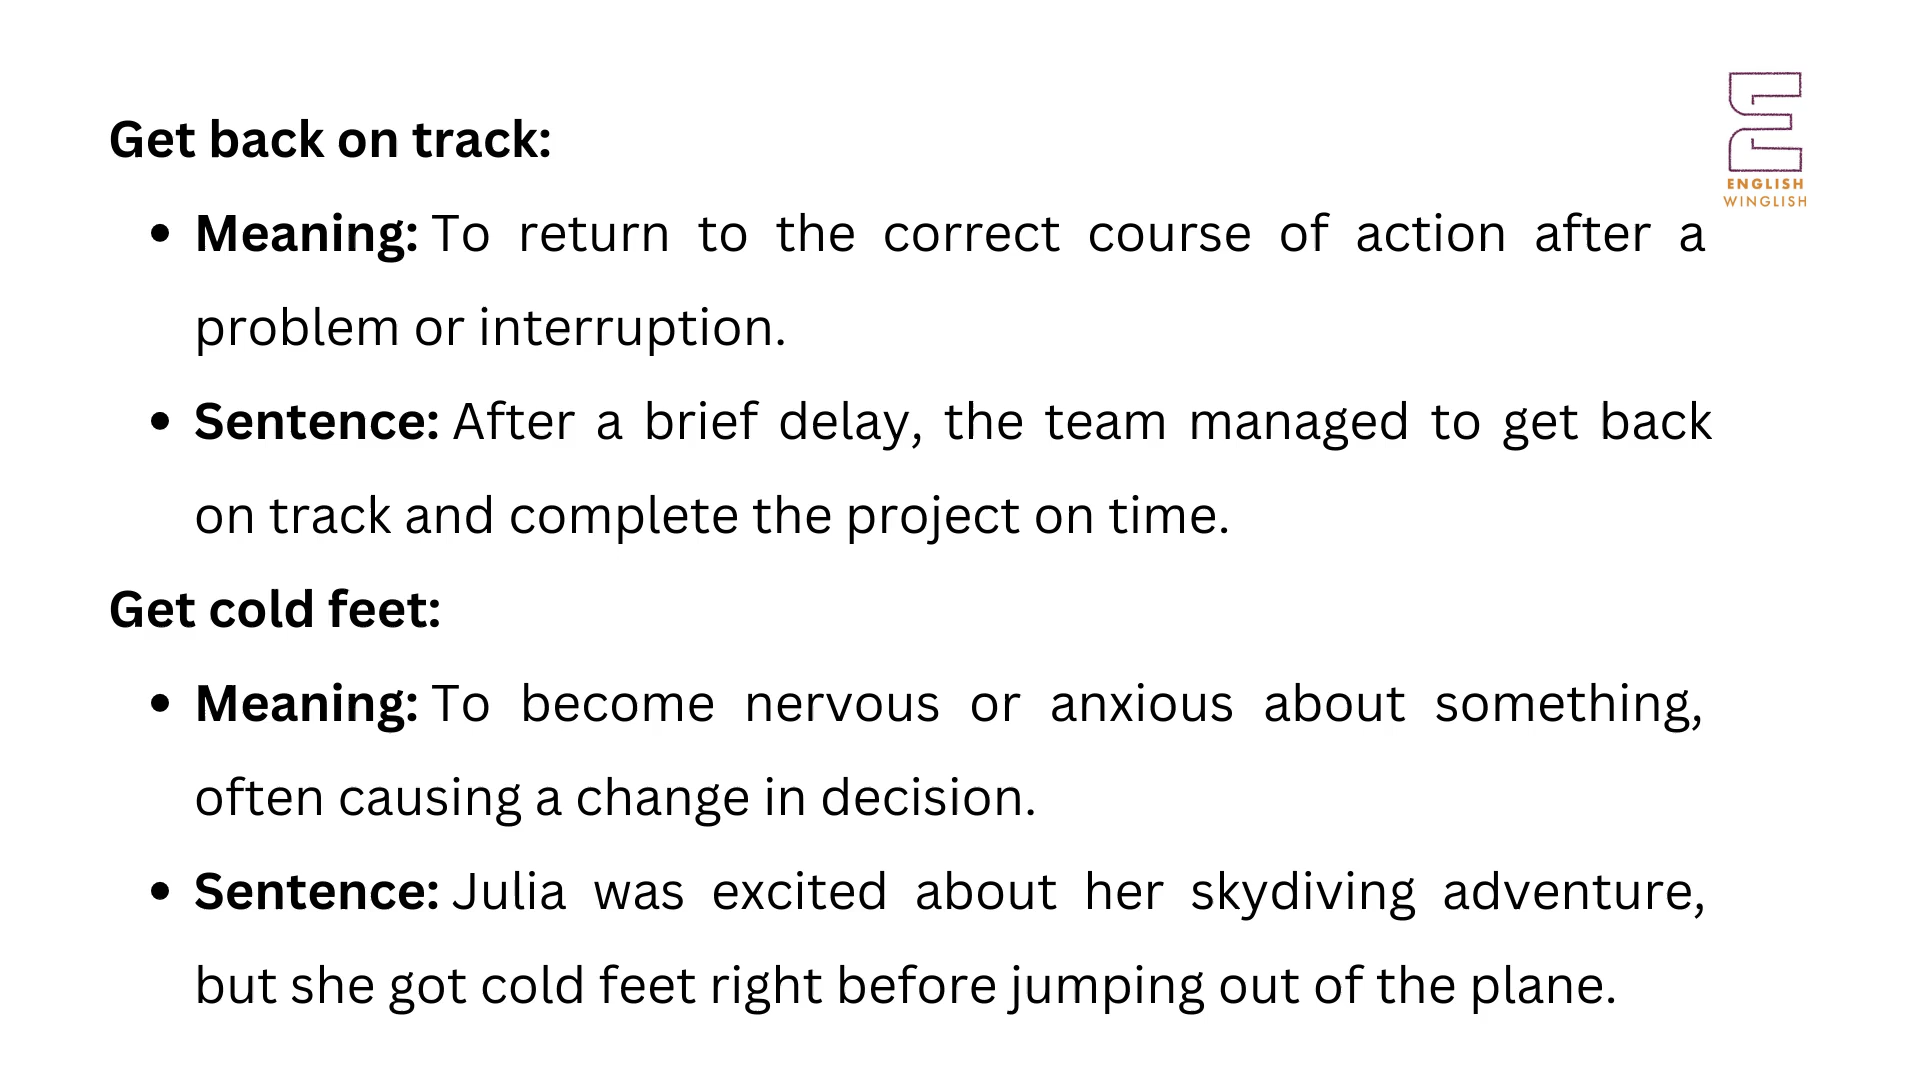 ENGLISH
WINGLISH
Get back on track:
• Meaning: To return to the correct course of action after a
problem or interruption.
• Sentence: After a brief delay, the team managed to get back
on track and complete the project on time.
Get cold feet:
• Meaning: To become nervous or anxious about something,
often causing a change in decision.
• Sentence: Julia was excited about her skydiving adventure,
but she got cold feet right before jumping out of the plane.